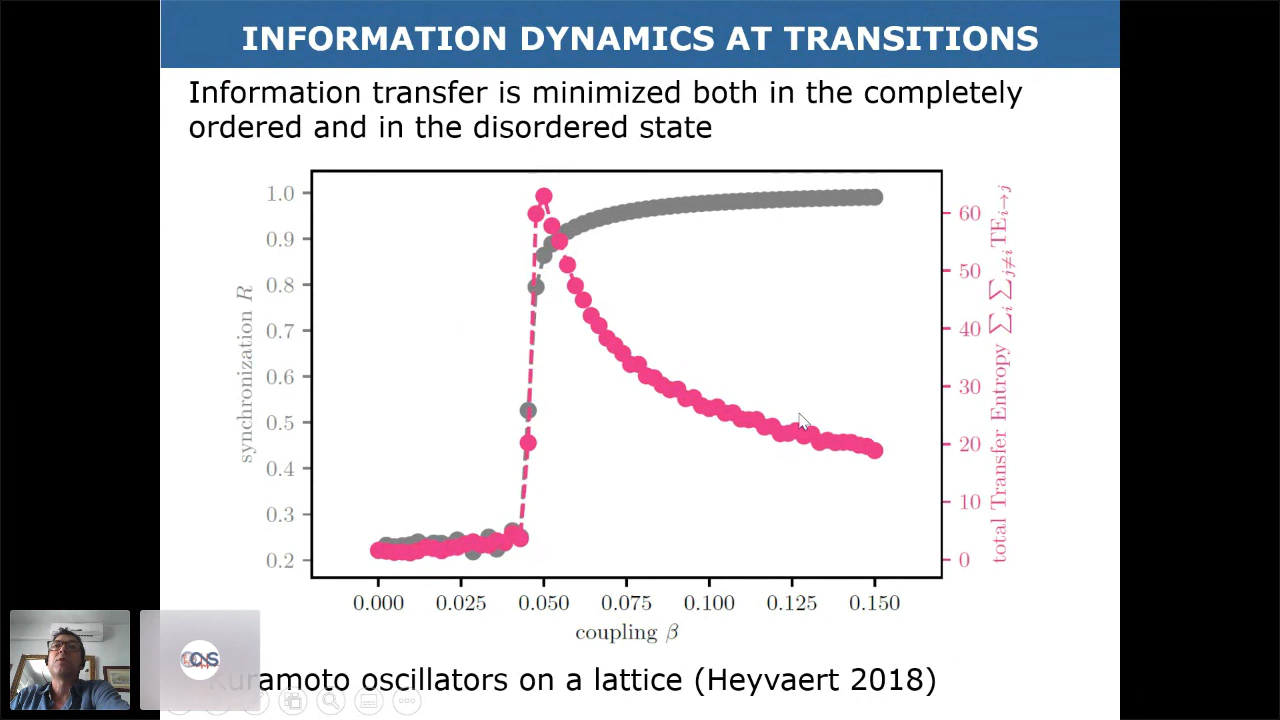 INFORMATION DYNAMICS AT TRANSITIONS
Information transfer is minimized both in the completely
ordered and in the disordered state
1.0
0.9
0.8
0.7
0.6
0.5
0.4
0.3
0.2
synchronization R
60
50
40
30
20
10
0
total Transfer Entropy ∑i ∑j≠i TEi→j
0.000 0.025 0.050 0.075 0.100 0.125 0.150
coupling β
Kuramoto oscillators on a lattice (Heyvaert 2018)